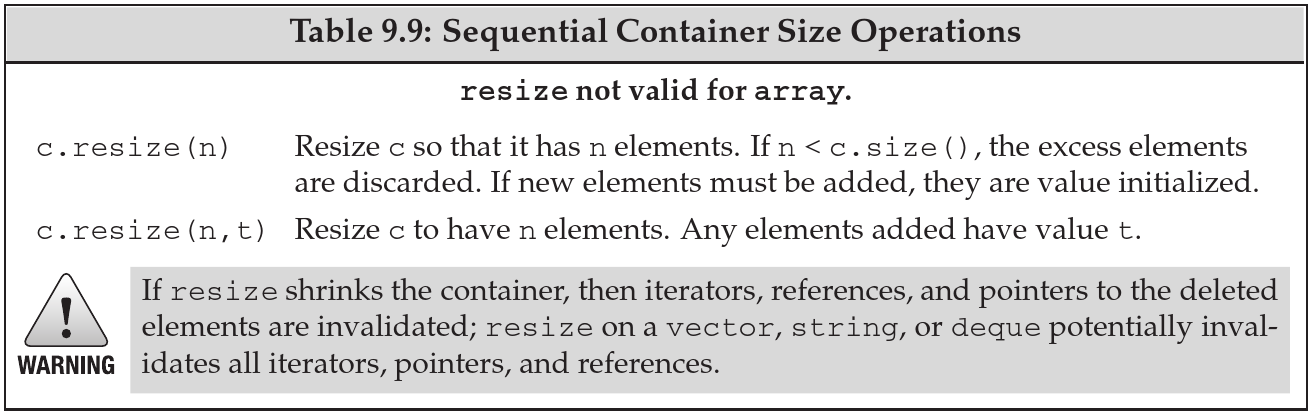 Table 9.9: Sequential Container Size Operations
resize not valid for array.
c.resize(n) Resize c so that it has n elements. If n < c.size(), the excess elements
are discarded. If new elements must be added, they are value initialized.
c.resize(n,t) Resize c to have n elements. Any elements added have value t.
If resize shrinks the container, then iterators, references, and pointers to the deleted
elements are invalidated; resize on a vector, string, or deque potentially inval-
WARNING dates all iterators, pointers, and references.